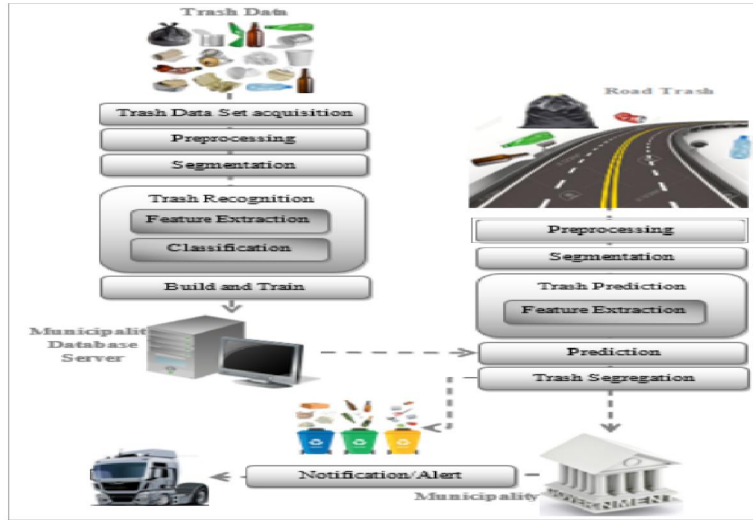 Trash Data
Trash Data Set acquisition
Preprocessing
Segmentation
Trash Recognition
Feature Extraction
Classification
Build and Train
Municipality
Database
Server
Road Trash
Preprocessing
Segmentation
Trash Prediction
Feature Extraction
Prediction
Trash Segregation
Notification/Alert
Municipality